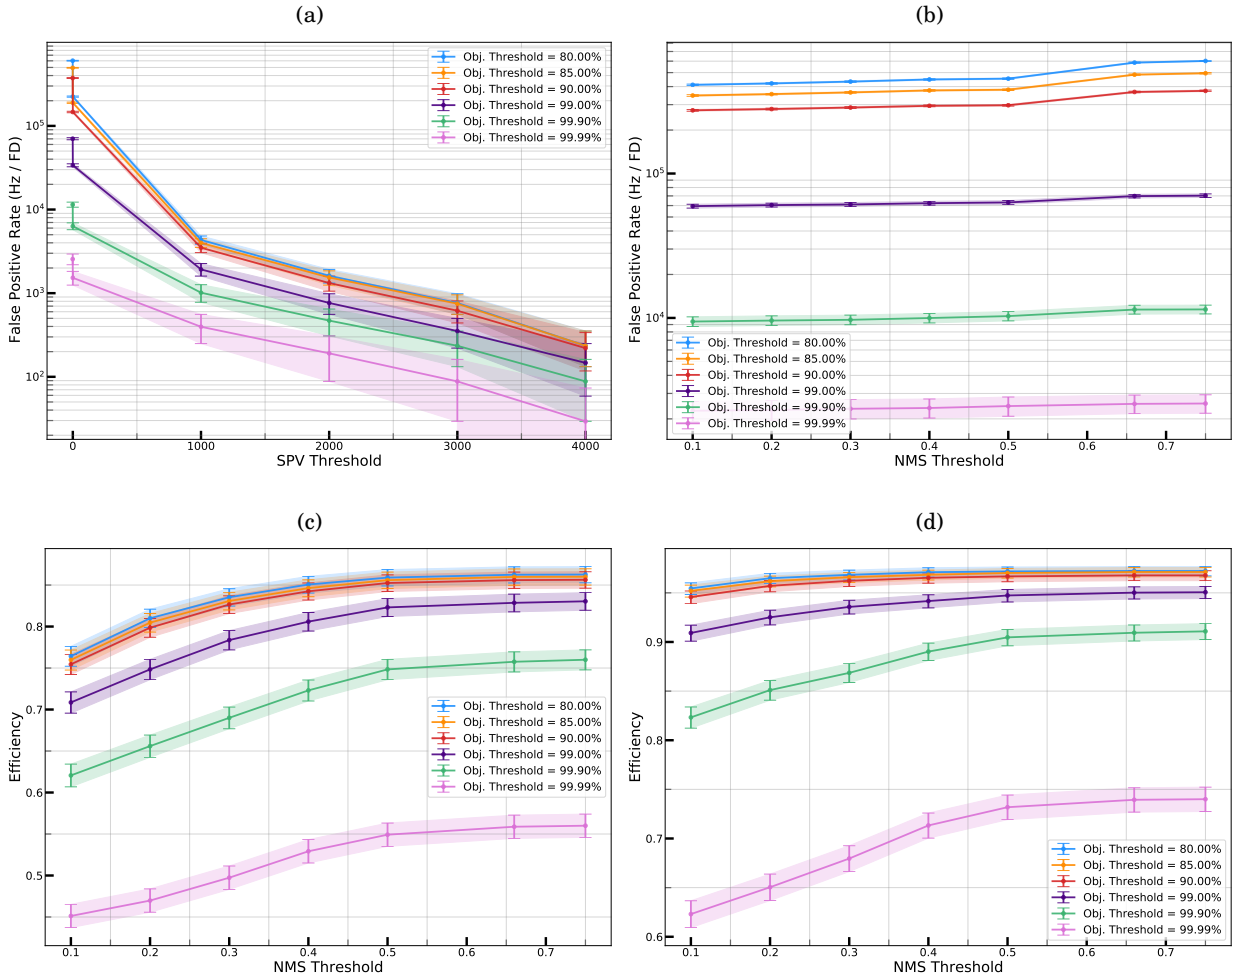 (a)
False Positive Rate (Hz / FD)
10^5
10^4
10^3
10^2
Obj. Threshold = 80.00%
Obj. Threshold = 85.00%
Obj. Threshold = 90.00%
Obj. Threshold = 99.00%
Obj. Threshold = 99.90%
Obj. Threshold = 99.99%
0 1000 2000 3000 4000
SPV Threshold
(b)
False Positive Rate (Hz / FD)
10^5
10^4
Obj. Threshold = 80.00%
Obj. Threshold = 85.00%
Obj. Threshold = 90.00%
Obj. Threshold = 99.00%
Obj. Threshold = 99.90%
Obj. Threshold = 99.99%
0.1 0.2 0.3 0.4 0.5 0.6 0.7
NMS Threshold
(c)
Efficiency
0.8
0.7
0.6
0.5
Obj. Threshold = 80.00%
Obj. Threshold = 85.00%
Obj. Threshold = 90.00%
Obj. Threshold = 99.00%
Obj. Threshold = 99.90%
Obj. Threshold = 99.99%
0.1 0.2 0.3 0.4 0.5 0.6 0.7
NMS Threshold
(d)
Efficiency
0.9
0.8
0.7
0.6
Obj. Threshold = 80.00%
Obj. Threshold = 85.00%
Obj. Threshold = 90.00%
Obj. Threshold = 99.00%
Obj. Threshold = 99.90%
Obj. Threshold = 99.99%
0.1 0.2 0.3 0.4 0.5 0.6 0.7
NMS Threshold